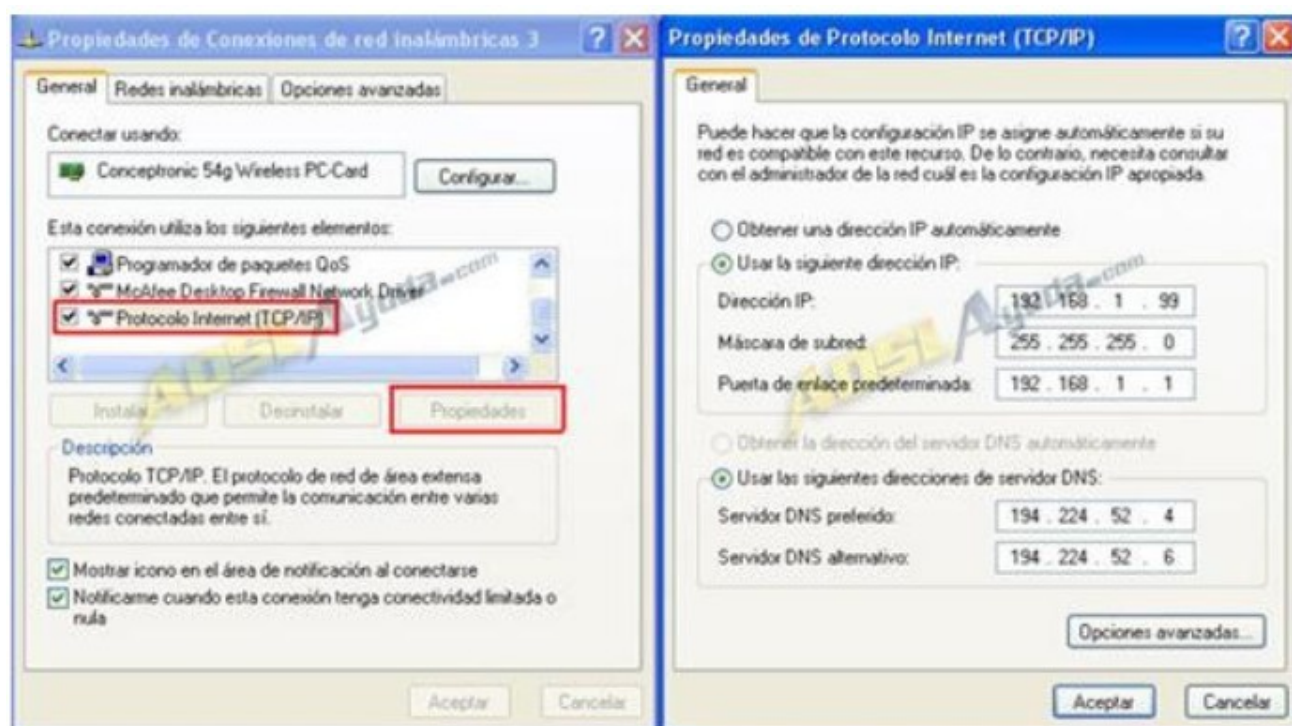 Propiedades de Conexiones de red inalámbricas 3
General
Redes inalámbricas
Opciones avanzadas
Conectar usando:
Conceptronic 54g Wireless PC-Card
Configurar...
Esta conexión utiliza los siguientes elementos:
Programador de paquetes QoS
McAfee Desktop Firewall Network Driver
Protocolo Internet (TCP/IP)
Instalar
Desinstalar
Propiedades
Descripción
Protocolo TCP/IP. El protocolo de red de área extensa
predeterminado que permite la comunicación entre varias
redes conectadas entre sí.
Mostrar icono en el área de notificación al conectarse
Notificarme cuando esta conexión tenga conectividad limitada o
nula
Aceptar
Cancelar
ADSLAyuda.com
Propiedades de Protocolo Internet (TCP/IP)
General
Puede hacer que la configuración IP se asigne automáticamente si su
red es compatible con este recurso. De lo contrario, necesita consultar
con el administrador de la red cuál es la configuración IP apropiada.
Obtener una dirección IP automáticamente
Usar la siguiente dirección IP:
Dirección IP: 192 . 168 . 1 . 99
Máscara de subred: 255 . 255 . 255 . 0
Puerta de enlace predeterminada: 192 . 168 . 1 . 1
Obtener la dirección del servidor DNS automáticamente
Usar las siguientes direcciones de servidor DNS:
Servidor DNS preferido: 194 . 224 . 52 . 4
Servidor DNS alternativo: 194 . 224 . 52 . 6
Opciones avanzadas...
Aceptar
Cancelar
ADSLAyuda.com